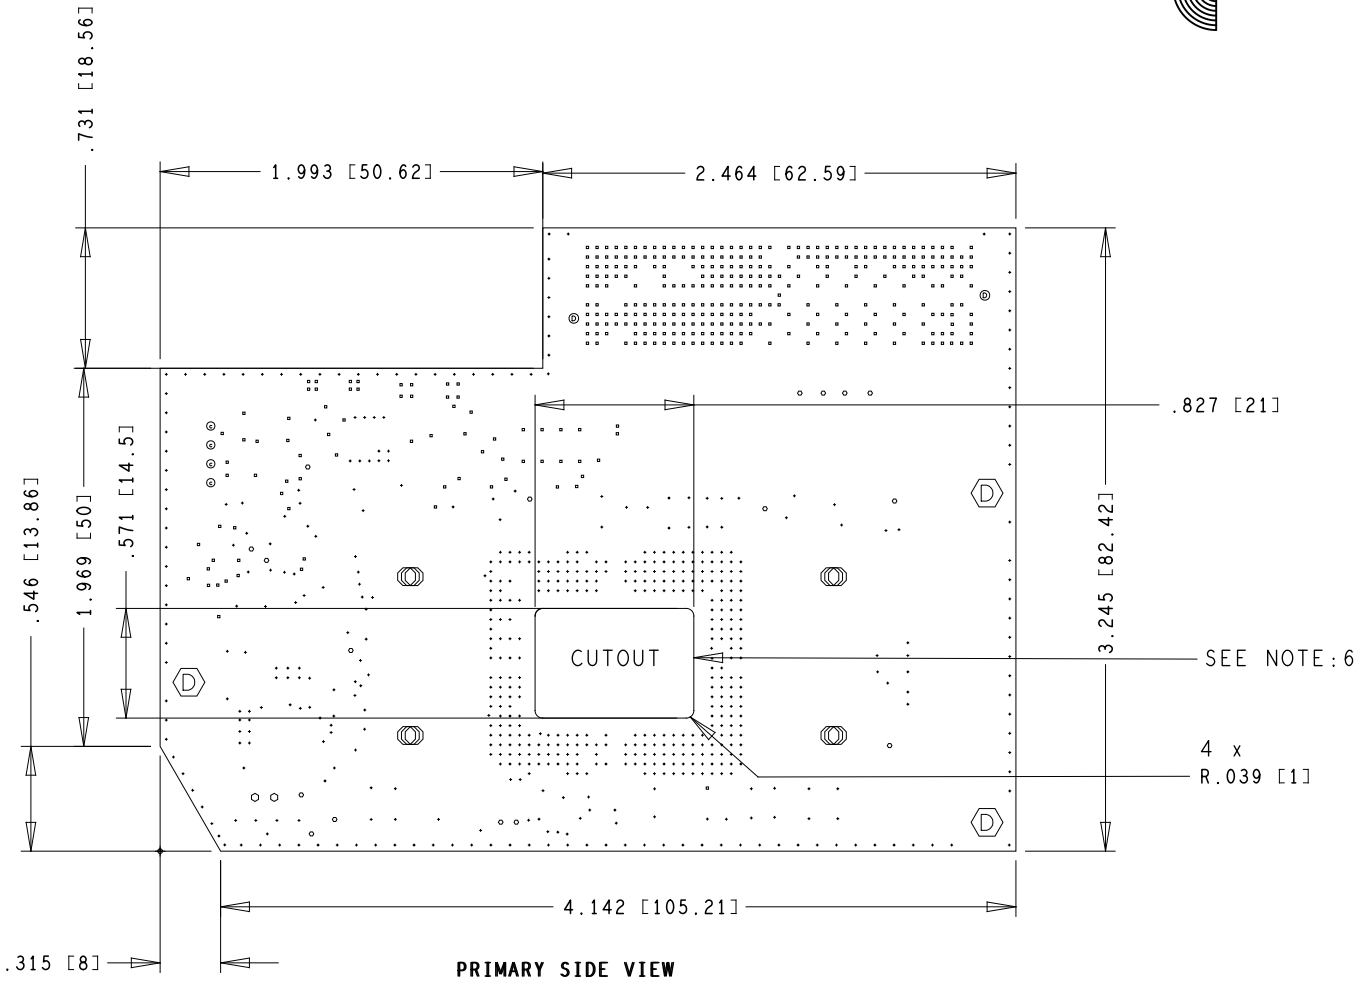 .731 [18.56]
1.993 [50.62]
2.464 [62.59]
.827 [21]
.571 [14.5]
1.969 [50]
.546 [13.86]
3.245 [82.42]
D
D
C
C
C
C
D
D
D
CUTOUT
SEE NOTE:6
4 x
R.039 [1]
4.142 [105.21]
.315 [8]
PRIMARY SIDE VIEW